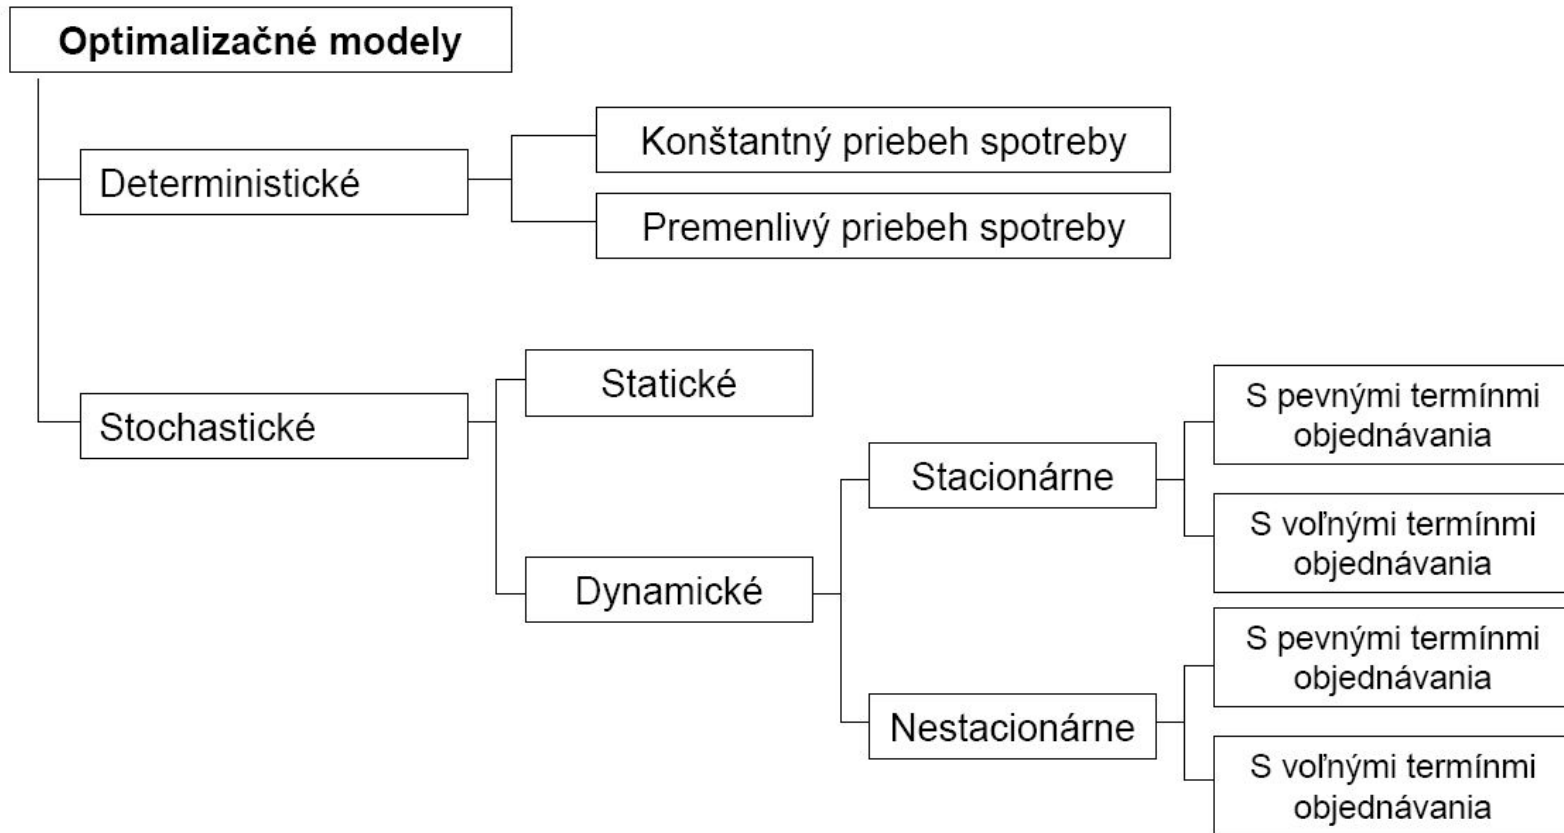 Optimalizačné modely
Deterministické
Konštantný priebeh spotreby
Premenlivý priebeh spotreby
Stochastické
Statické
Dynamické
Stacionárne
S pevnými termínmi
objednávania
S voľnými termínmi
objednávania
Nestacionárne
S pevnými termínmi
objednávania
S voľnými termínmi
objednávania